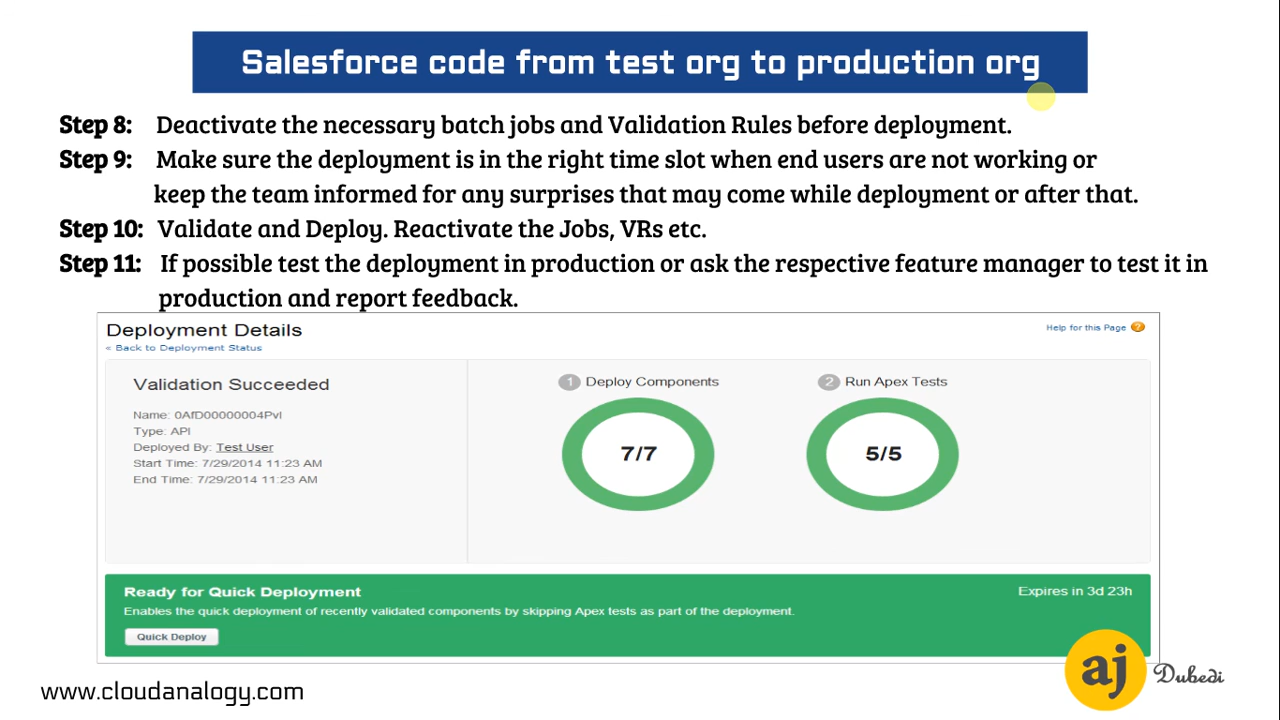 Salesforce code from test org to production org
Step 8: Deactivate the necessary batch jobs and Validation Rules before deployment.
Step 9: Make sure the deployment is in the right time slot when end users are not working or
keep the team informed for any surprises that may come while deployment or after that.
Step 10: Validate and Deploy. Reactivate the Jobs, VRs etc.
Step 11: If possible test the deployment in production or ask the respective feature manager to test it in
production and report feedback.
Deployment Details
Help for this Page ?
« Back to Deployment Status
Validation Succeeded
Name: 0AfD00000004PvI
Type: API
Deployed By: Test User
Start Time: 7/29/2014 11:23 AM
End Time: 7/29/2014 11:23 AM
1 Deploy Components
7/7
2 Run Apex Tests
5/5
Ready for Quick Deployment
Expires in 3d 23h
Enables the quick deployment of recently validated components by skipping Apex tests as part of the deployment.
Quick Deploy
www.cloudanalogy.com
aj Dubedi